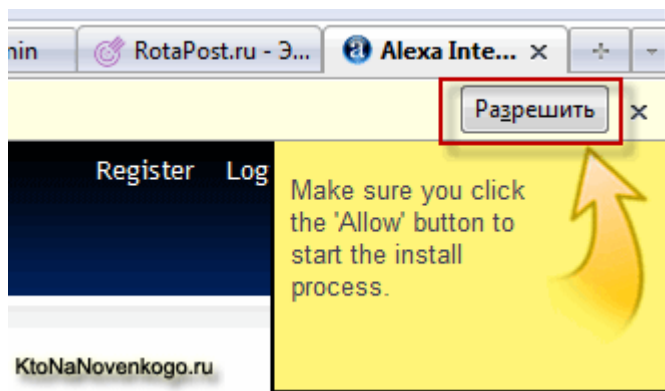 RotaPost.ru - Э...
Alexa Inte...
Разрешить
Register Log
Make sure you click
the 'Allow' button to
start the install
process.
KtoNaNovenkogo.ru